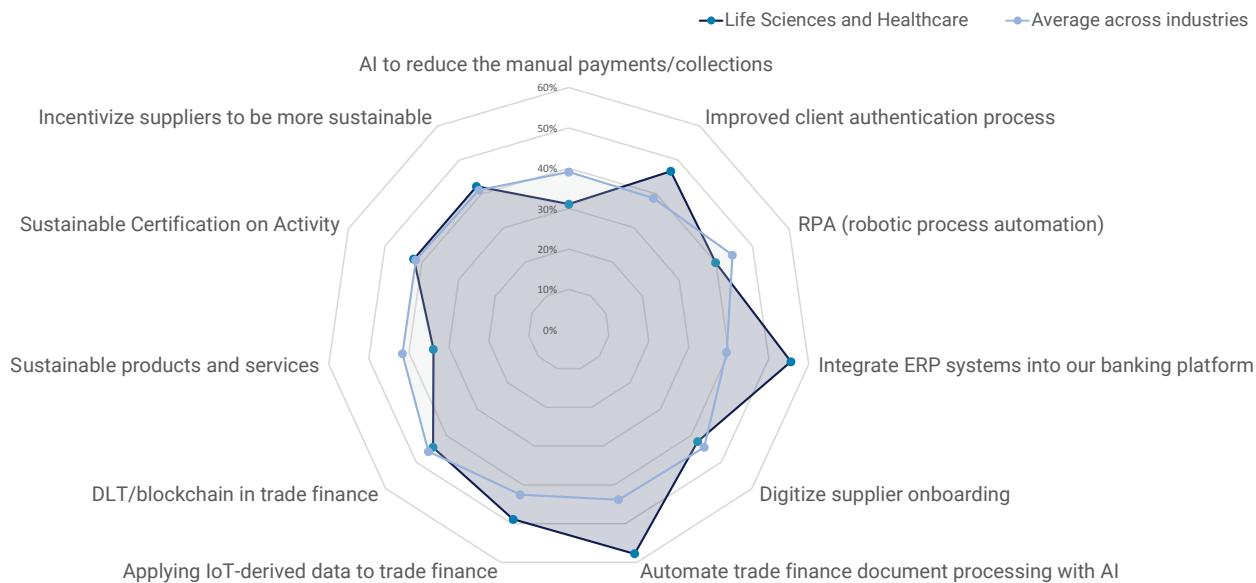 Life Sciences and Healthcare
Average across industries
AI to reduce the manual payments/collections
60%
Incentivize suppliers to be more sustainable
Improved client authentication process
50%
40%
Sustainable Certification on Activity
RPA (robotic process automation)
30%
20%
10%
0%
Sustainable products and services
Integrate ERP systems into our banking platform
DLT/blockchain in trade finance
Digitize supplier onboarding
Applying IoT-derived data to trade finance
Automate trade finance document processing with AI